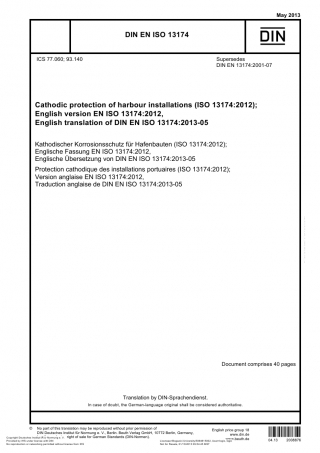 May 2013
DIN EN ISO 13174
DIN
ICS 77.060; 93.140
Supersedes
DIN EN 13174:2001-07
Cathodic protection of harbour installations (ISO 13174:2012);
English version EN ISO 13174:2012,
English translation of DIN EN ISO 13174:2013-05
Kathodischer Korrosionsschutz für Hafenbauten (ISO 13174:2012);
Englische Fassung EN ISO 13174:2012,
Englische Übersetzung von DIN EN ISO 13174:2013-05
Protection cathodique des installations portuaires (ISO 13174:2012);
Version anglaise EN ISO 13174:2012,
Traduction anglaise de DIN EN ISO 13174:2013-05
Document comprises 40 pages
Translation by DIN-Sprachendienst.
In case of doubt, the German-language original shall be considered authoritative.
© No part of this translation may be reproduced without prior permission of
DIN Deutsches Institut für Normung e. V., Berlin. Beuth Verlag GmbH, 10772 Berlin, Germany,
right of sale for German Standards (DIN-Normen).
English price group 18
www.din.de
www.beuth.de
04.13